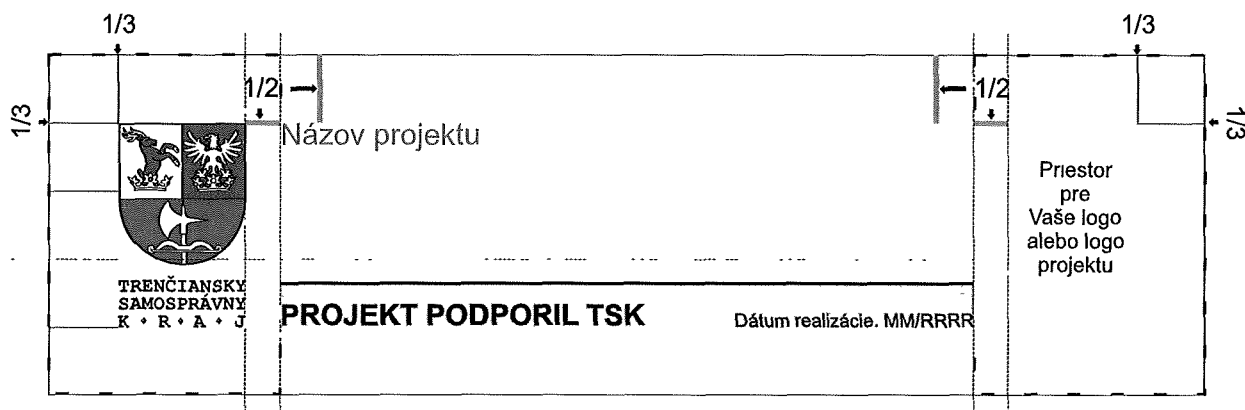 1/3
1/3
1/2
1/2
1/3
1/3
Názov projektu
Priestor
pre
Vaše logo
alebo logo
projektu
TRENČIANSKY
SAMOSPRÁVNY
K • R • A • J
PROJEKT PODPORIL TSK
Dátum realizácie. MM/RRRR